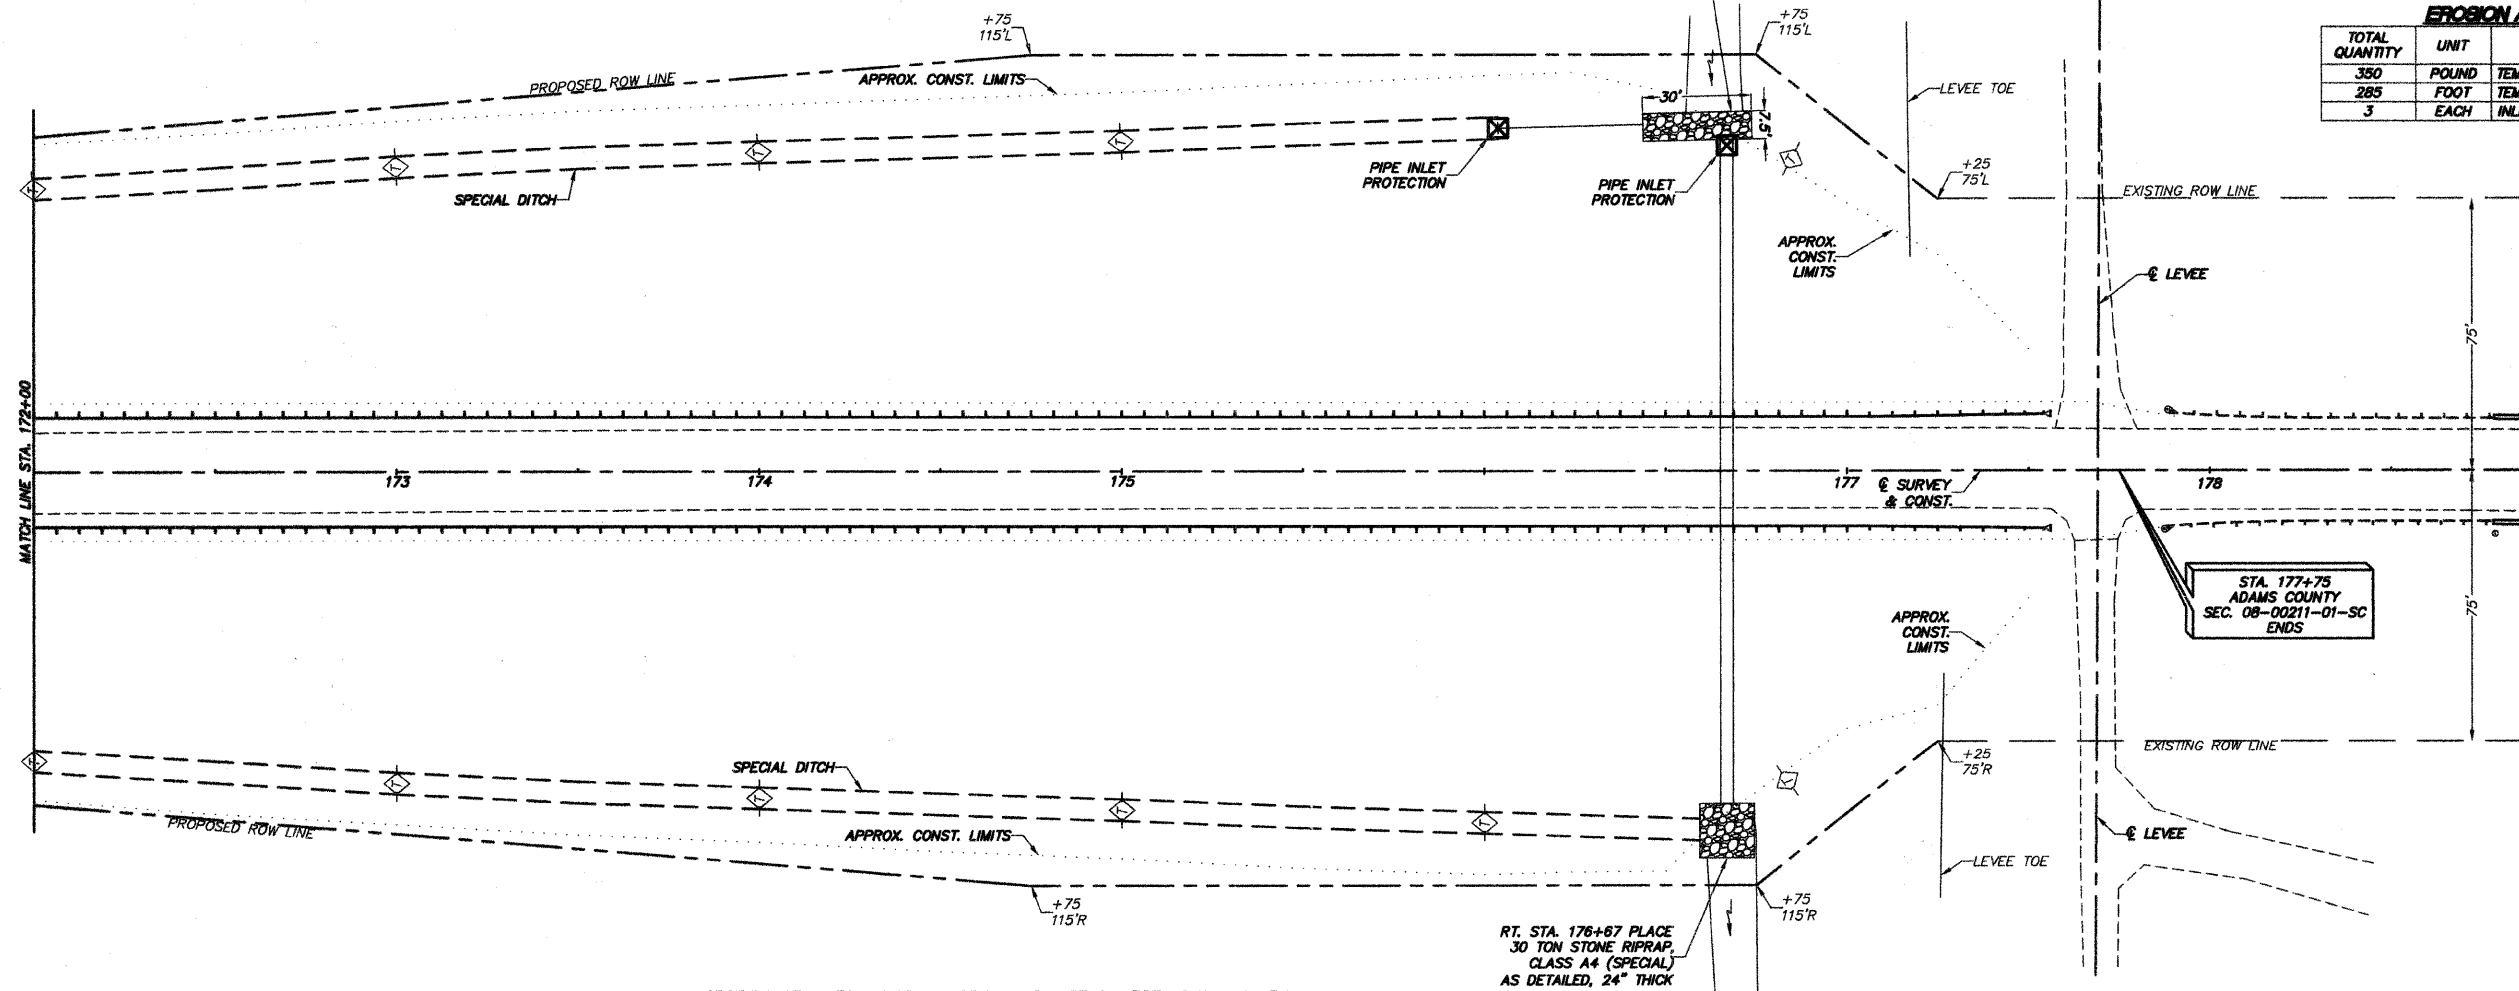 +75
115'L
+75
115'L
EROSION
TOTAL
QUANTITY
UNIT
350
POUND
285
FOOT
3
EACH
PROPOSED ROW LINE
APPROX. CONST. LIMITS
LEVEE TOE
30'
7.5'
PIPE INLET
PROTECTION
PIPE INLET
PROTECTION
SPECIAL DITCH
T
T
T
T
T
+25
75'L
EXISTING ROW LINE
APPROX.
CONST.
LIMITS
℄ LEVEE
75'
MATCH LINE STA. 172+00
173
174
175
177
178
℄ SURVEY
& CONST.
STA. 177+75
ADAMS COUNTY
SEC. 08-00211-01-SC
ENDS
75'
APPROX.
CONST.
LIMITS
SPECIAL DITCH
T
T
T
T
T
T
+25
75'R
EXISTING ROW LINE
PROPOSED ROW LINE
APPROX. CONST. LIMITS
℄ LEVEE
LEVEE TOE
+75
115'R
+75
115'R
RT. STA. 176+67 PLACE
30 TON STONE RIPRAP,
CLASS A4 (SPECIAL)
AS DETAILED, 24" THICK